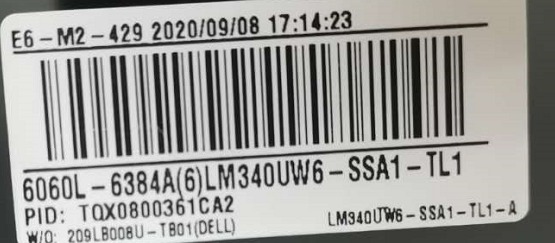 E6-M2-429 2020/09/08 17:14:23
6060L-6384A(6)LM340UW6-SSA1-TL1
PID: TQX0800361CA2
LM340UW6-SSA1-TL1-A
W/O: 209LB008U-TB01(DELL)